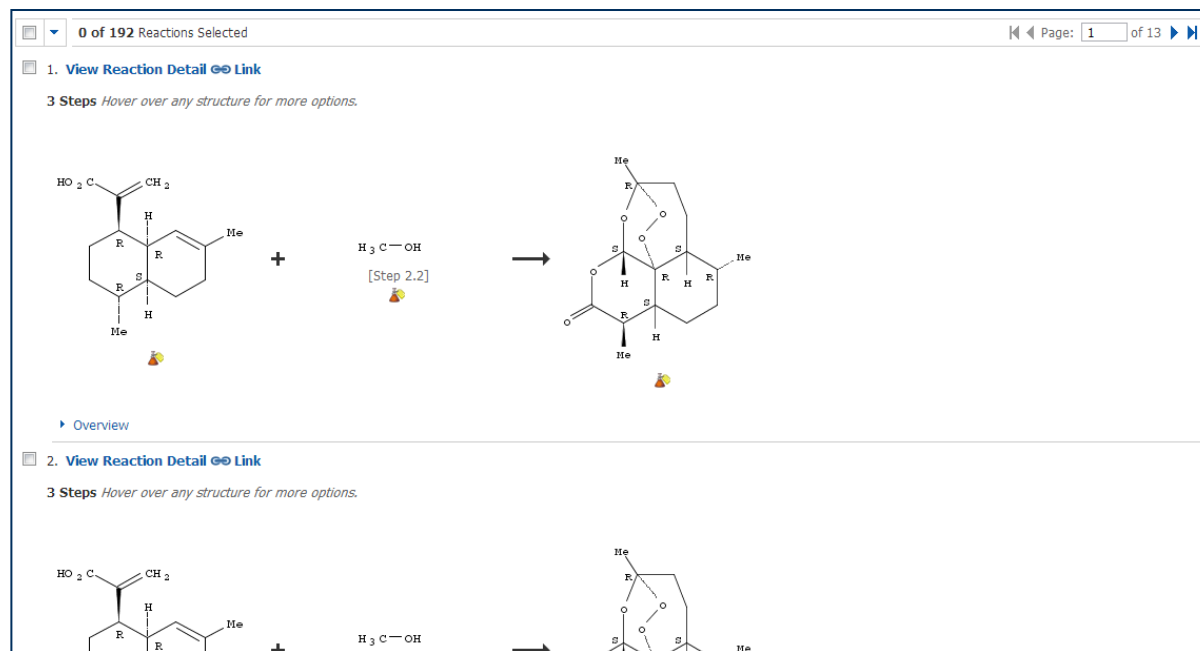 0 of 192 Reactions Selected
Page: 1 of 13
1. View Reaction Detail Link
3 Steps Hover over any structure for more options.
Me
HO2C CH2 R
H O O
Me O
R R H3C-OH S S Me
S [Step 2.2] O H R H R
R S
H O R
Me H
Me
Overview
2. View Reaction Detail Link
3 Steps Hover over any structure for more options.
Me
HO2C CH2 R
H O O
Me O
R R H3C-OH S S Me